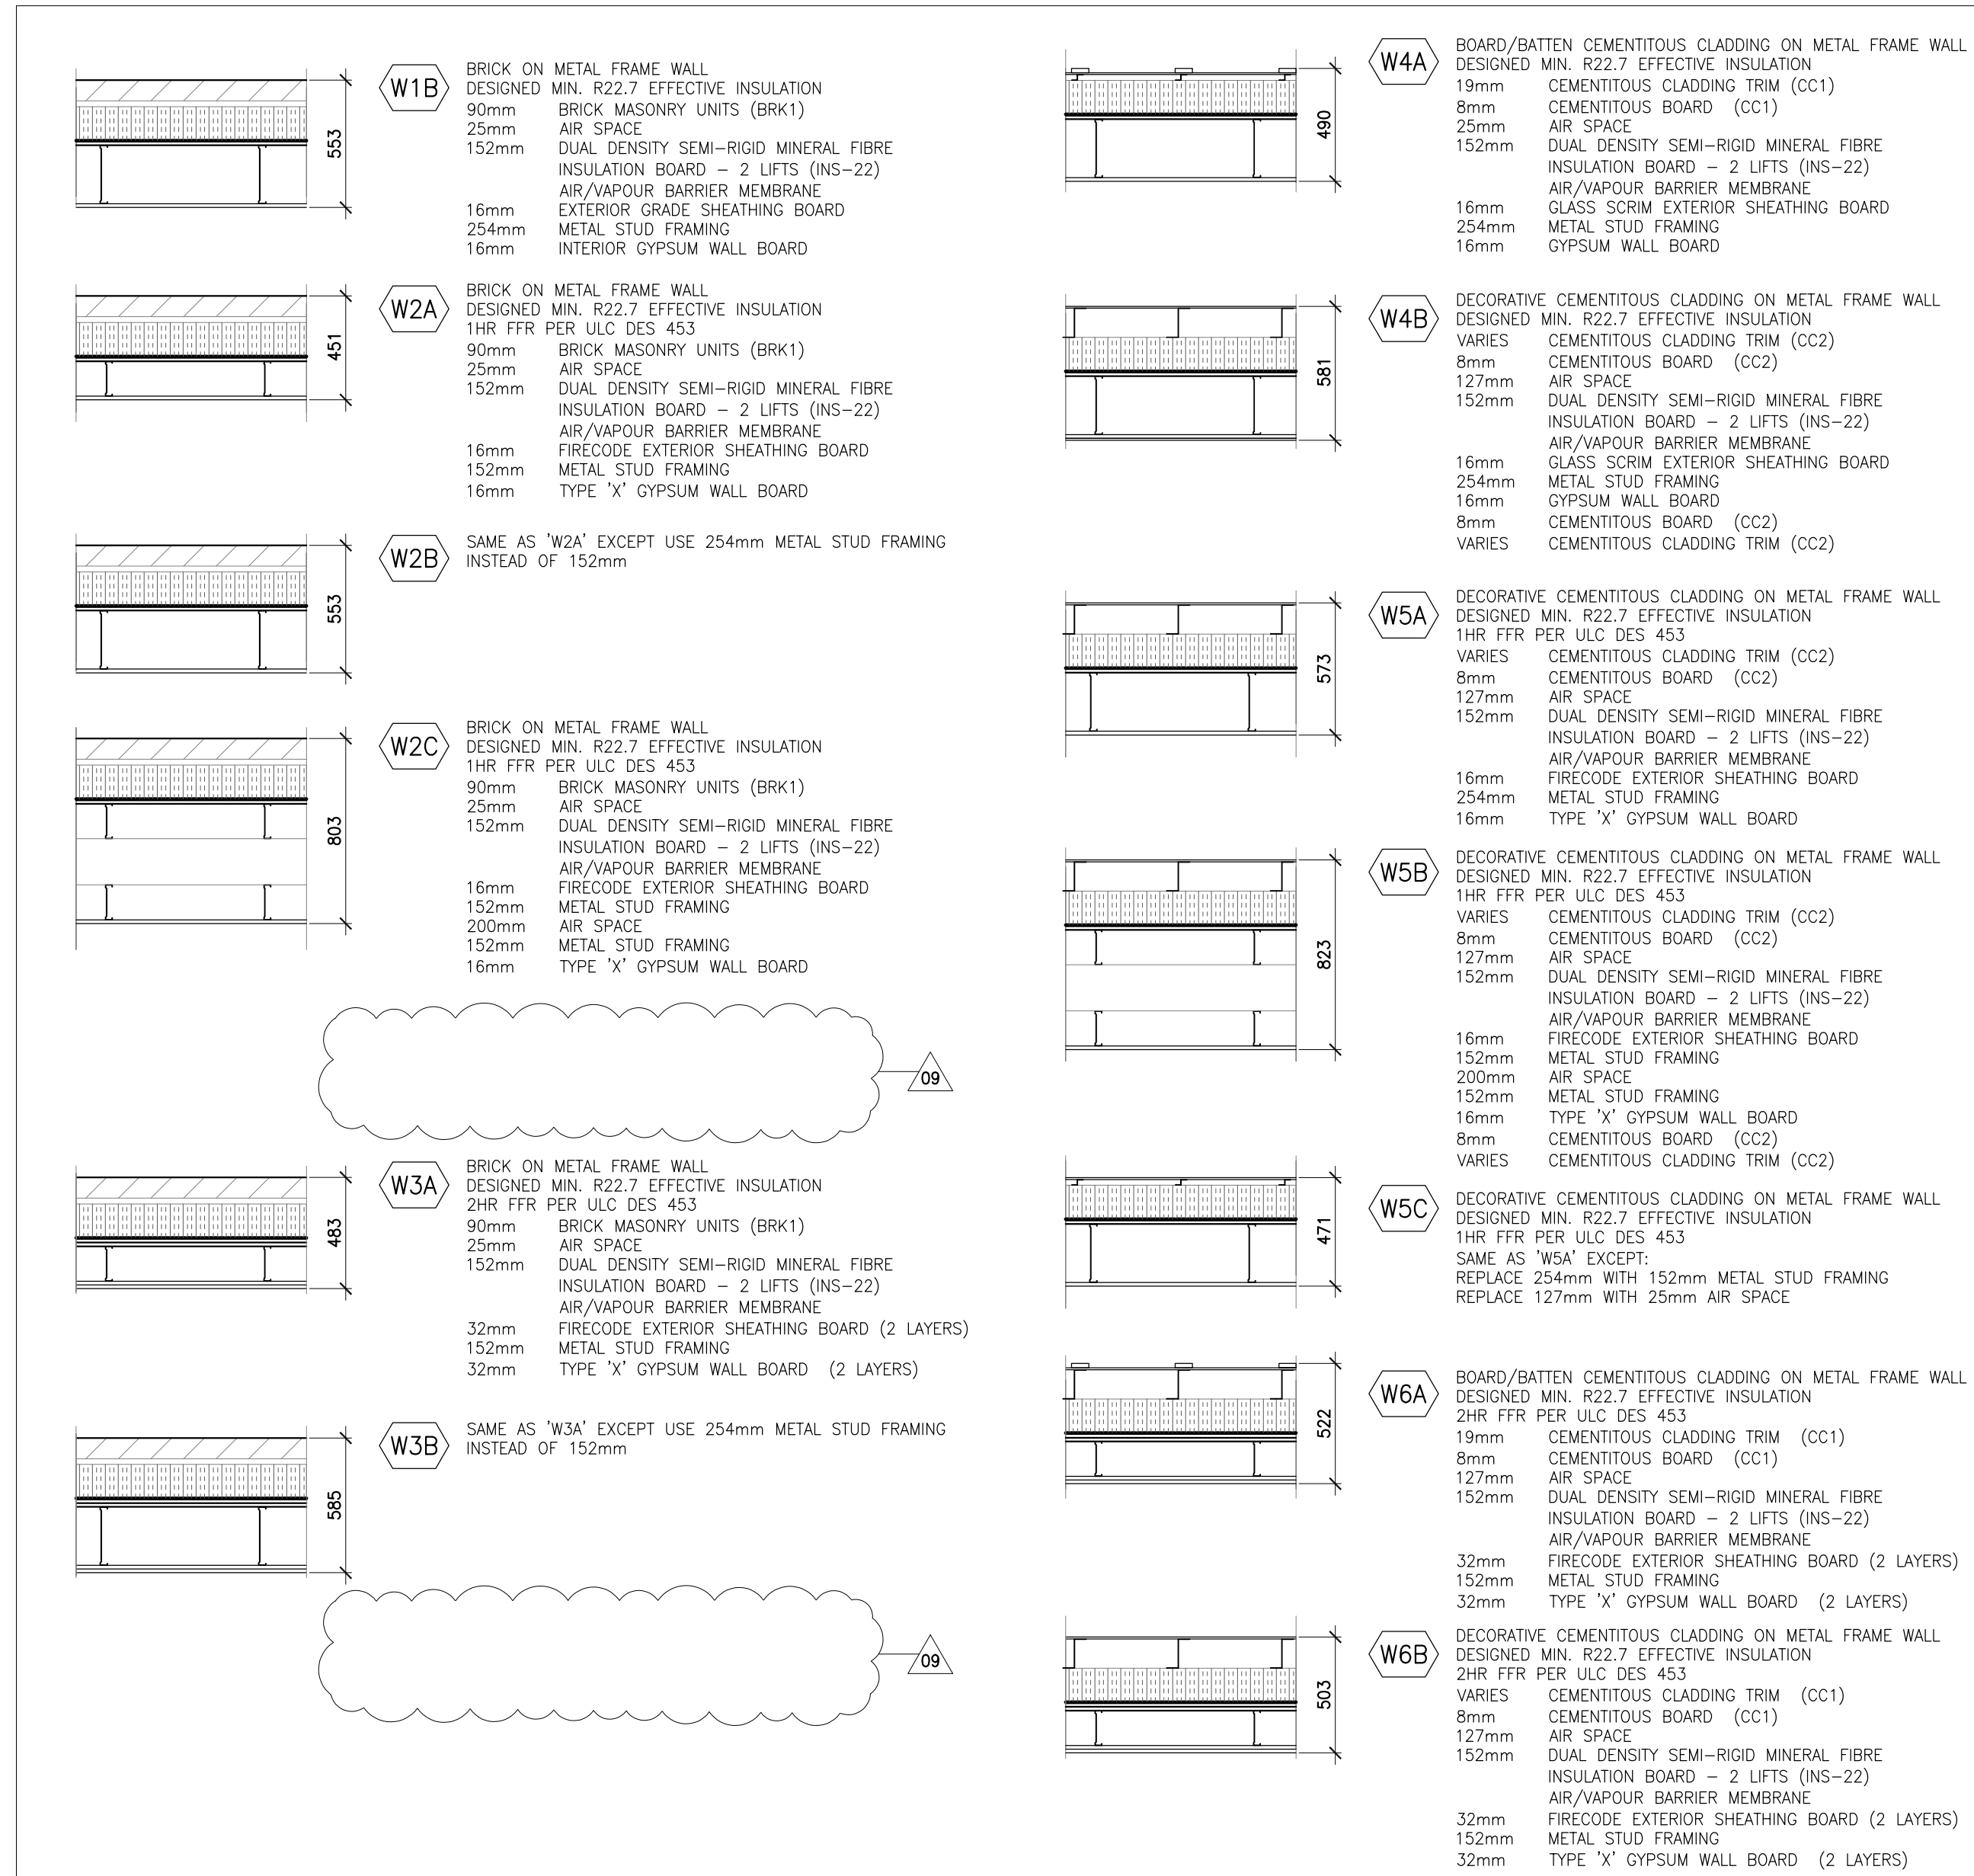 W1B
BRICK ON METAL FRAME WALL
DESIGNED MIN. R22.7 EFFECTIVE INSULATION
90mm BRICK MASONRY UNITS (BRK1)
25mm AIR SPACE
152mm DUAL DENSITY SEMI-RIGID MINERAL FIBRE
INSULATION BOARD - 2 LIFTS (INS-22)
AIR/VAPOUR BARRIER MEMBRANE
16mm EXTERIOR GRADE SHEATHING BOARD
254mm METAL STUD FRAMING
16mm INTERIOR GYPSUM WALL BOARD
553
W2A
BRICK ON METAL FRAME WALL
DESIGNED MIN. R22.7 EFFECTIVE INSULATION
1HR FFR PER ULC DES 453
90mm BRICK MASONRY UNITS (BRK1)
25mm AIR SPACE
152mm DUAL DENSITY SEMI-RIGID MINERAL FIBRE
INSULATION BOARD - 2 LIFTS (INS-22)
AIR/VAPOUR BARRIER MEMBRANE
16mm FIRECODE EXTERIOR SHEATHING BOARD
152mm METAL STUD FRAMING
16mm TYPE 'X' GYPSUM WALL BOARD
451
W2B
SAME AS 'W2A' EXCEPT USE 254mm METAL STUD FRAMING
INSTEAD OF 152mm
553
W2C
BRICK ON METAL FRAME WALL
DESIGNED MIN. R22.7 EFFECTIVE INSULATION
1HR FFR PER ULC DES 453
90mm BRICK MASONRY UNITS (BRK1)
25mm AIR SPACE
152mm DUAL DENSITY SEMI-RIGID MINERAL FIBRE
INSULATION BOARD - 2 LIFTS (INS-22)
AIR/VAPOUR BARRIER MEMBRANE
16mm FIRECODE EXTERIOR SHEATHING BOARD
152mm METAL STUD FRAMING
200mm AIR SPACE
152mm METAL STUD FRAMING
16mm TYPE 'X' GYPSUM WALL BOARD
803
09
W3A
BRICK ON METAL FRAME WALL
DESIGNED MIN. R22.7 EFFECTIVE INSULATION
2HR FFR PER ULC DES 453
90mm BRICK MASONRY UNITS (BRK1)
25mm AIR SPACE
152mm DUAL DENSITY SEMI-RIGID MINERAL FIBRE
INSULATION BOARD - 2 LIFTS (INS-22)
AIR/VAPOUR BARRIER MEMBRANE
32mm FIRECODE EXTERIOR SHEATHING BOARD (2 LAYERS)
152mm METAL STUD FRAMING
32mm TYPE 'X' GYPSUM WALL BOARD (2 LAYERS)
483
W3B
SAME AS 'W3A' EXCEPT USE 254mm METAL STUD FRAMING
INSTEAD OF 152mm
585
09
W4A
BOARD/BATTEN CEMENTITOUS CLADDING ON METAL FRAME WALL
DESIGNED MIN. R22.7 EFFECTIVE INSULATION
19mm CEMENTITOUS CLADDING TRIM (CC1)
8mm CEMENTITOUS BOARD (CC1)
25mm AIR SPACE
152mm DUAL DENSITY SEMI-RIGID MINERAL FIBRE
INSULATION BOARD - 2 LIFTS (INS-22)
AIR/VAPOUR BARRIER MEMBRANE
16mm GLASS SCRIM EXTERIOR SHEATHING BOARD
254mm METAL STUD FRAMING
16mm GYPSUM WALL BOARD
490
W4B
DECORATIVE CEMENTITOUS CLADDING ON METAL FRAME WALL
DESIGNED MIN. R22.7 EFFECTIVE INSULATION
VARIES CEMENTITOUS CLADDING TRIM (CC2)
8mm CEMENTITOUS BOARD (CC2)
127mm AIR SPACE
152mm DUAL DENSITY SEMI-RIGID MINERAL FIBRE
INSULATION BOARD - 2 LIFTS (INS-22)
AIR/VAPOUR BARRIER MEMBRANE
16mm GLASS SCRIM EXTERIOR SHEATHING BOARD
254mm METAL STUD FRAMING
16mm GYPSUM WALL BOARD
8mm CEMENTITOUS BOARD (CC2)
VARIES CEMENTITOUS CLADDING TRIM (CC2)
581
W5A
DECORATIVE CEMENTITOUS CLADDING ON METAL FRAME WALL
DESIGNED MIN. R22.7 EFFECTIVE INSULATION
1HR FFR PER ULC DES 453
VARIES CEMENTITOUS CLADDING TRIM (CC2)
8mm CEMENTITOUS BOARD (CC2)
127mm AIR SPACE
152mm DUAL DENSITY SEMI-RIGID MINERAL FIBRE
INSULATION BOARD - 2 LIFTS (INS-22)
AIR/VAPOUR BARRIER MEMBRANE
16mm FIRECODE EXTERIOR SHEATHING BOARD
254mm METAL STUD FRAMING
16mm TYPE 'X' GYPSUM WALL BOARD
573
W5B
DECORATIVE CEMENTITOUS CLADDING ON METAL FRAME WALL
DESIGNED MIN. R22.7 EFFECTIVE INSULATION
1HR FFR PER ULC DES 453
VARIES CEMENTITOUS CLADDING TRIM (CC2)
8mm CEMENTITOUS BOARD (CC2)
127mm AIR SPACE
152mm DUAL DENSITY SEMI-RIGID MINERAL FIBRE
INSULATION BOARD - 2 LIFTS (INS-22)
AIR/VAPOUR BARRIER MEMBRANE
16mm FIRECODE EXTERIOR SHEATHING BOARD
152mm METAL STUD FRAMING
200mm AIR SPACE
152mm METAL STUD FRAMING
16mm TYPE 'X' GYPSUM WALL BOARD
8mm CEMENTITOUS BOARD (CC2)
VARIES CEMENTITOUS CLADDING TRIM (CC2)
823
W5C
DECORATIVE CEMENTITOUS CLADDING ON METAL FRAME WALL
DESIGNED MIN. R22.7 EFFECTIVE INSULATION
1HR FFR PER ULC DES 453
SAME AS 'W5A' EXCEPT:
REPLACE 254mm WITH 152mm METAL STUD FRAMING
REPLACE 127mm WITH 25mm AIR SPACE
471
W6A
BOARD/BATTEN CEMENTITOUS CLADDING ON METAL FRAME WALL
DESIGNED MIN. R22.7 EFFECTIVE INSULATION
2HR FFR PER ULC DES 453
19mm CEMENTITOUS CLADDING TRIM (CC1)
8mm CEMENTITOUS BOARD (CC1)
127mm AIR SPACE
152mm DUAL DENSITY SEMI-RIGID MINERAL FIBRE
INSULATION BOARD - 2 LIFTS (INS-22)
AIR/VAPOUR BARRIER MEMBRANE
32mm FIRECODE EXTERIOR SHEATHING BOARD (2 LAYERS)
152mm METAL STUD FRAMING
32mm TYPE 'X' GYPSUM WALL BOARD (2 LAYERS)
522
W6B
DECORATIVE CEMENTITOUS CLADDING ON METAL FRAME WALL
DESIGNED MIN. R22.7 EFFECTIVE INSULATION
2HR FFR PER ULC DES 453
VARIES CEMENTITOUS CLADDING TRIM (CC1)
8mm CEMENTITOUS BOARD (CC1)
127mm AIR SPACE
152mm DUAL DENSITY SEMI-RIGID MINERAL FIBRE
INSULATION BOARD - 2 LIFTS (INS-22)
AIR/VAPOUR BARRIER MEMBRANE
32mm FIRECODE EXTERIOR SHEATHING BOARD (2 LAYERS)
152mm METAL STUD FRAMING
32mm TYPE 'X' GYPSUM WALL BOARD (2 LAYERS)
503